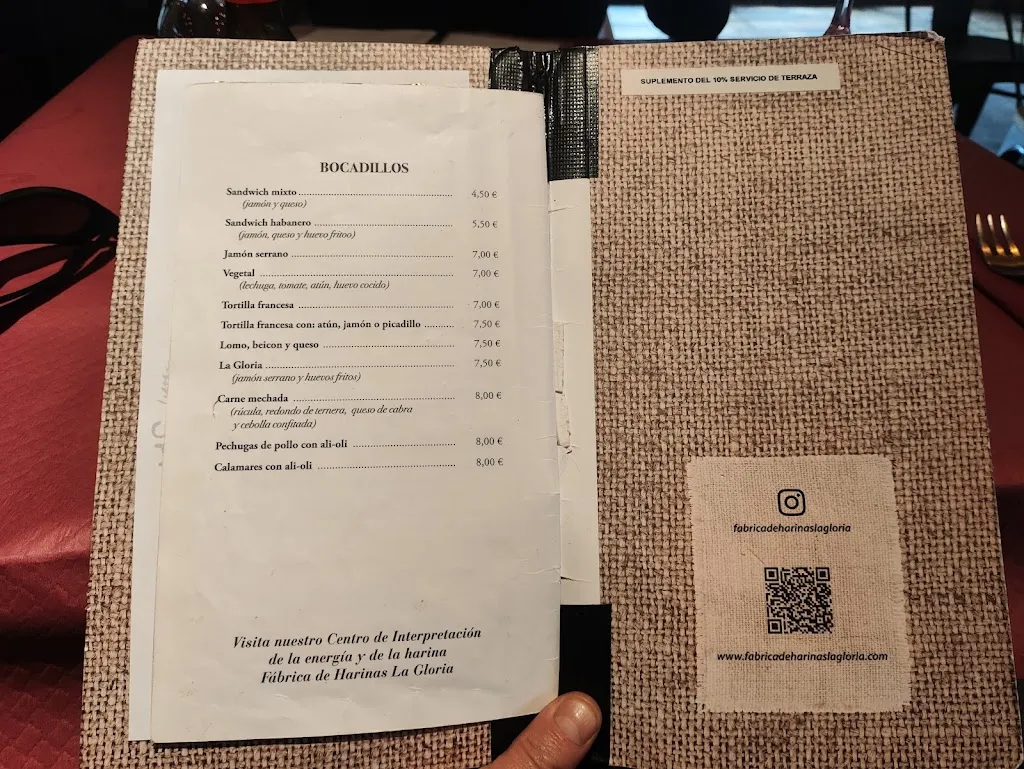 BOCADILLOS
Sandwich mixto ........ 4,50 €
(jamón y queso)
Sandwich habanero ........ 5,50 €
(jamón, queso y huevo fritoo)
Jamón serrano ........ 7,00 €
Vegetal ........ 7,00 €
(lechuga, tomate, atún, huevo cocido)
Tortilla francesa ........ 7,00 €
Tortilla francesa con: atún, jamón o picadillo ........ 7,50 €
Lomo, beicon y queso ........ 7,50 €
La Gloria ........ 7,50 €
(jamón serrano y huevos fritos)
Carne mechada ........ 8,00 €
(rúcula, redondo de ternera, queso de cabra
y cebolla confitada)
Pechugas de pollo con ali-oli ........ 8,00 €
Calamares con ali-oli ........ 8,00 €
Visita nuestro Centro de Interpretación
de la energía y de la harina
Fábrica de Harinas La Gloria
SUPLEMENTO DEL 10% SERVICIO DE TERRAZA
fabricadeharinaslagloria
www.fabricadeharinaslagloria.com